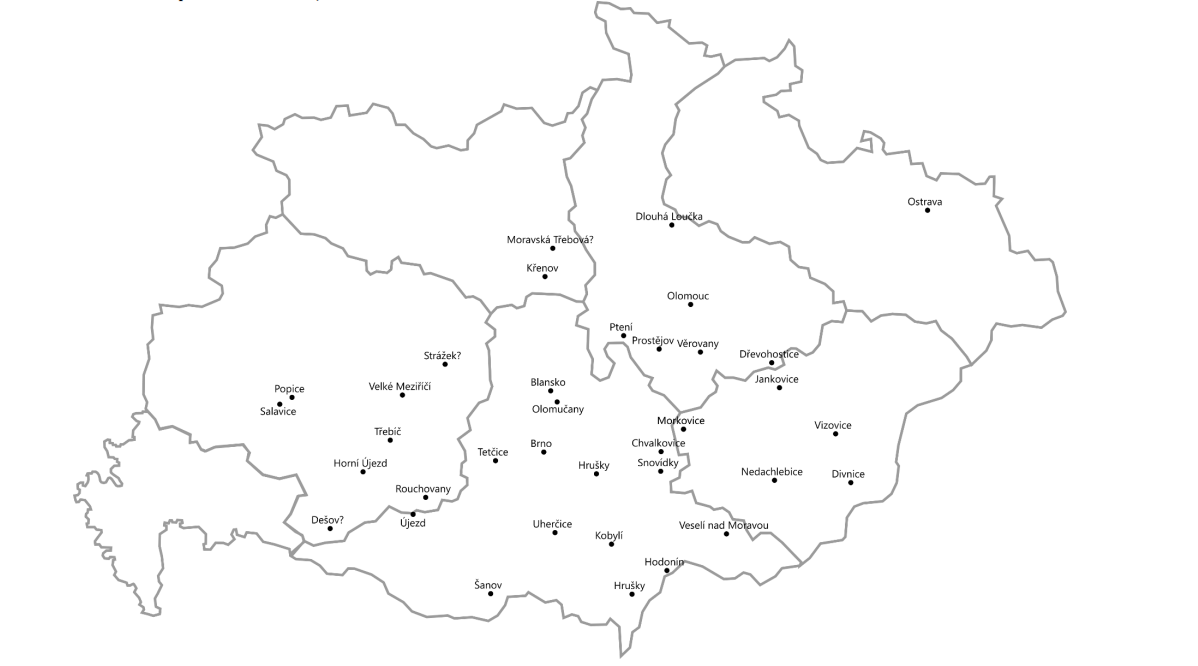 Ostrava
Dlouhá Loučka
Moravská Třebová?
Křenov
Olomouc
Ptení
Prostějov
Věrovany
Dřevohostice
Strážek?
Jankovice
Velké Meziříčí
Blansko
Popice
Salavice
Olomučany
Morkovice
Vizovice
Třebíč
Brno
Chvalkovice
Tetčice
Snovídky
Horní Újezd
Hrušky
Nedachlebice
Divnice
Rouchovany
Dešov?
Újezd
Uherčice
Veselí nad Moravou
Kobylí
Hodonín
Šanov
Hrušky